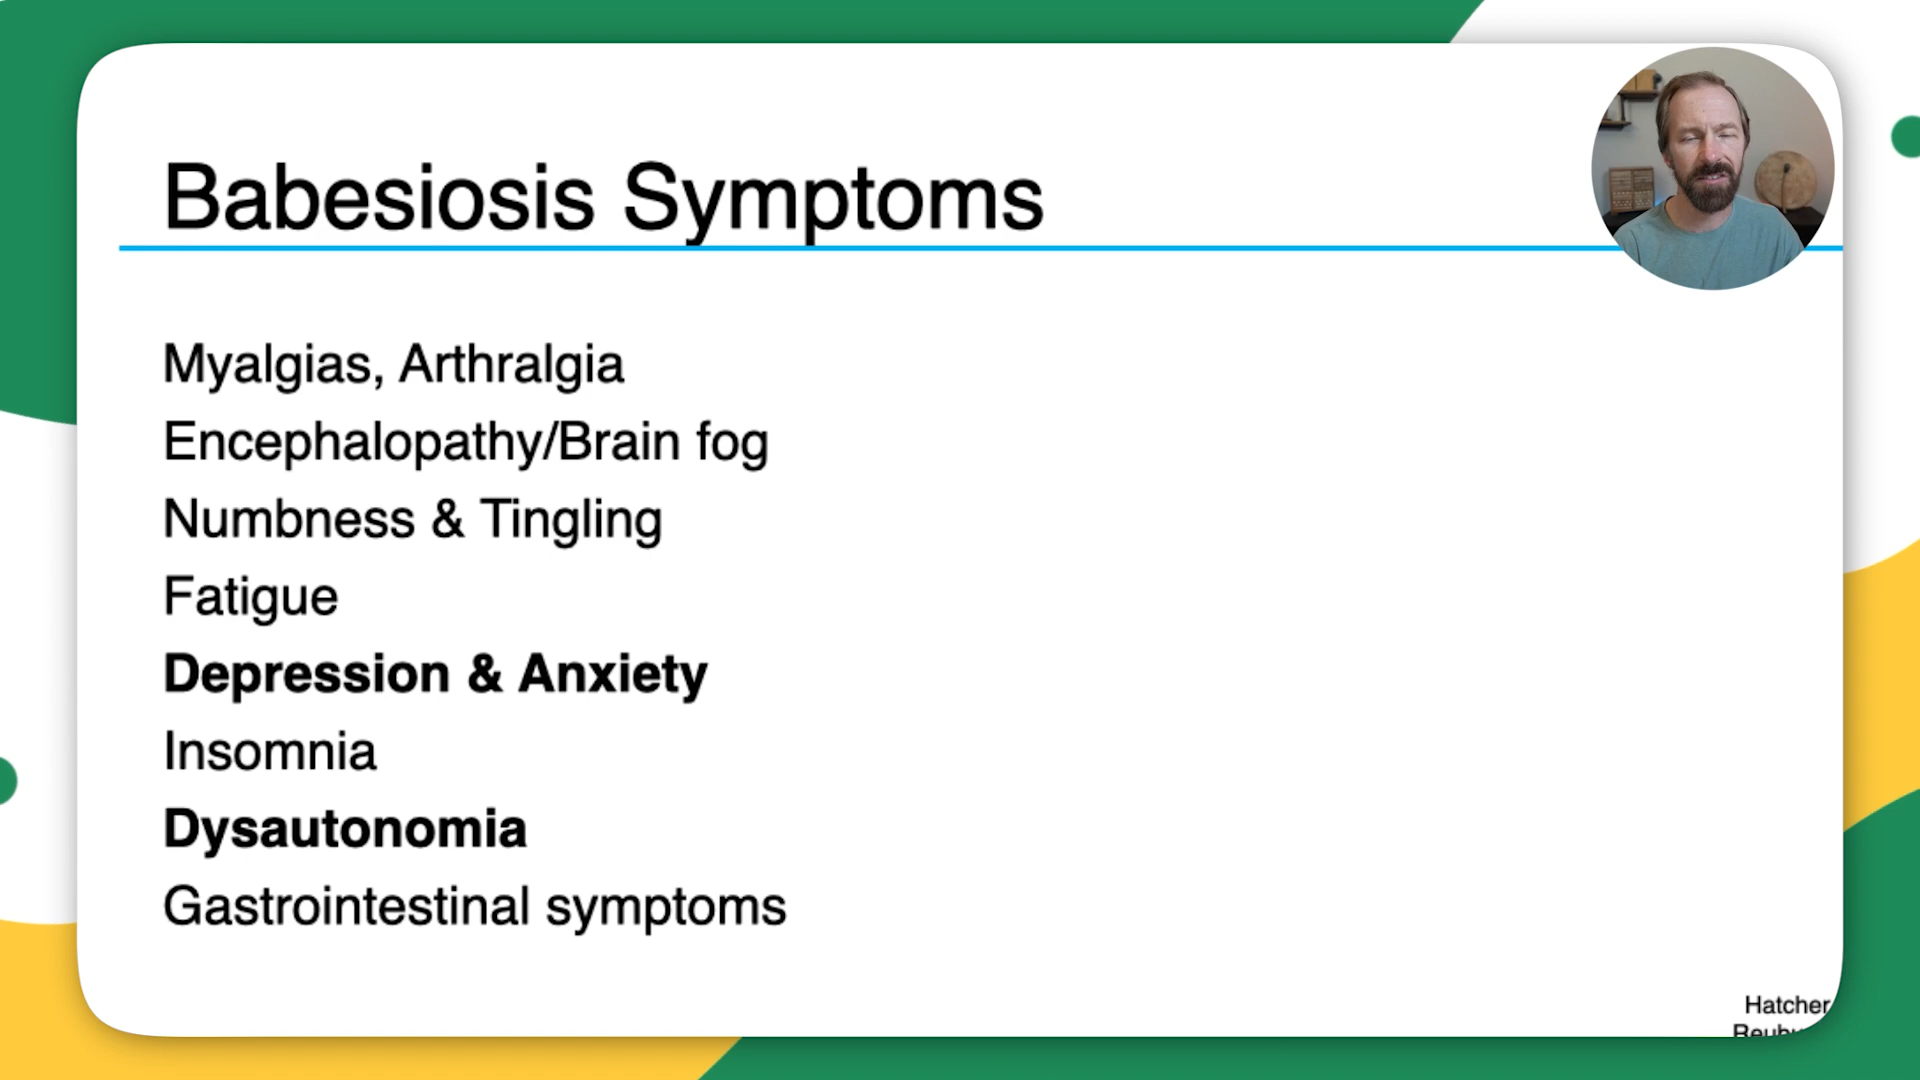 Babesiosis Symptoms
Myalgias, Arthralgia
Encephalopathy/Brain fog
Numbness & Tingling
Fatigue
Depression & Anxiety
Insomnia
Dysautonomia
Gastrointestinal symptoms
Hatcher